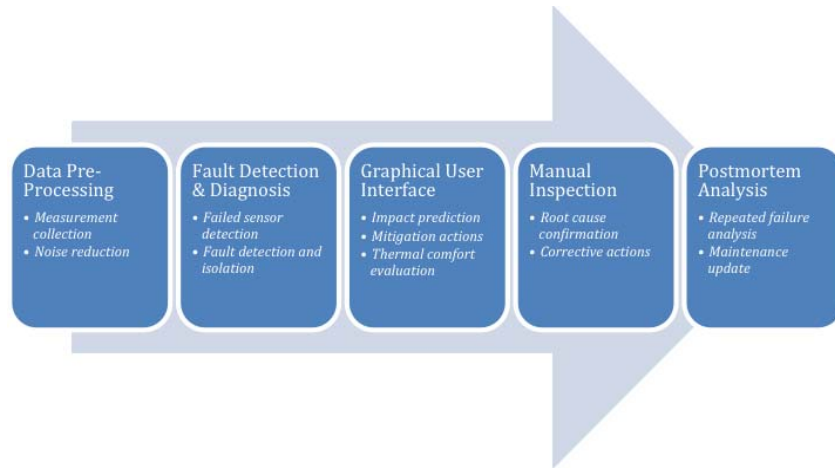 Data Pre-
Processing
• Measurement
collection
• Noise reduction
Fault Detection
& Diagnosis
• Failed sensor
detection
• Fault detection and
isolation
Graphical User
Interface
• Impact prediction
• Mitigation actions
• Thermal comfort
evaluation
Manual
Inspection
• Root cause
confirmation
• Corrective actions
Postmortem
Analysis
• Repeated failure
analysis
• Maintenance
update